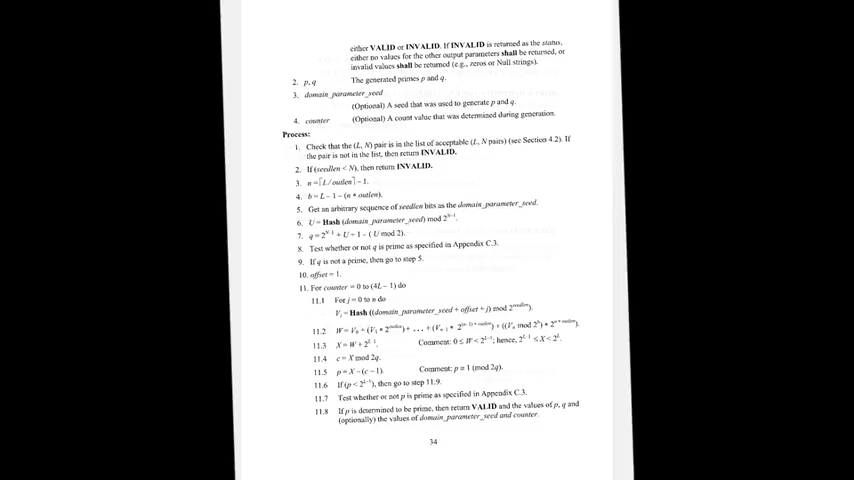 either VALID or INVALID. If INVALID is returned as the status,
either no values for the other output parameters shall be returned, or
invalid values shall be returned (e.g., zeros or Null strings).
2. p, q The generated primes p and q.
3. domain_parameter_seed
(Optional) A seed that was used to generate p and q.
4. counter (Optional) A count value that was determined during generation.
Process:
1. Check that the (L, N) pair is in the list of acceptable (L, N pairs) (see Section 4.2). If
the pair is not in the list, then return INVALID.
2. If (seedlen < N), then return INVALID.
3. n = ⌈L/outlen⌉ – 1.
4. b = L – 1 – (n * outlen).
5. Get an arbitrary sequence of seedlen bits as the domain_parameter_seed.
6. U = Hash (domain_parameter_seed) mod 2^(N–1).
7. q = 2^(N–1) + U + 1 – ( U mod 2).
8. Test whether or not q is prime as specified in Appendix C.3.
9. If q is not a prime, then go to step 5.
10. offset = 1.
11. For counter = 0 to (4L – 1) do
11.1 For j = 0 to n do
V_j = Hash ((domain_parameter_seed + offset + j) mod 2^seedlen).
11.2 W = V_0 + (V_1 * 2^outlen) + … + (V_(n–1) * 2^((n–1) * outlen)) + ((V_n mod 2^b) * 2^(n * outlen)).
11.3 X = W + 2^(L–1). Comment: 0 ≤ W < 2^(L–1); hence, 2^(L–1) ≤ X < 2^L.
11.4 c = X mod 2q.
11.5 p = X – (c – 1). Comment: p ≡ 1 (mod 2q).
11.6 If (p < 2^(L–1)), then go to step 11.9.
11.7 Test whether or not p is prime as specified in Appendix C.3.
11.8 If p is determined to be prime, then return VALID and the values of p, q and
(optionally) the values of domain_parameter_seed and counter.
34